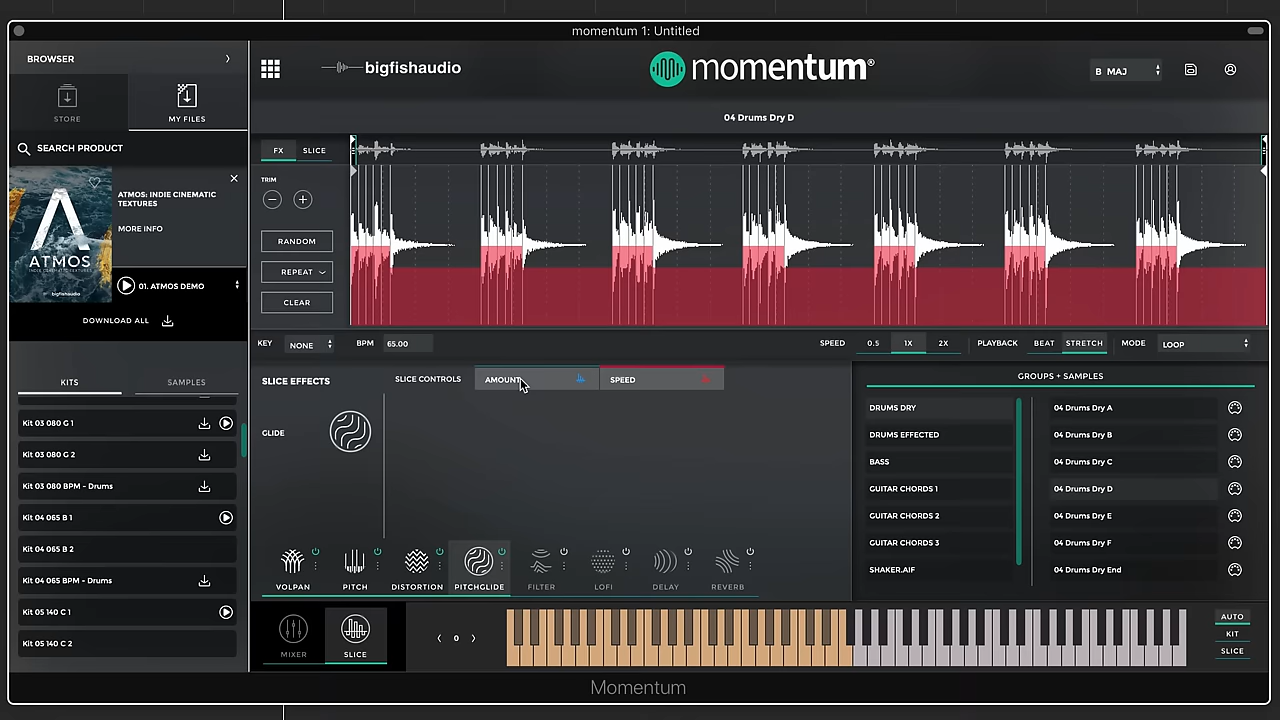 momentum 1: Untitled
BROWSER
STORE
MY FILES
SEARCH PRODUCT
ATMOS
INDIE CINEMATIC TEXTURES
bigfishaudio
ATMOS: INDIE CINEMATIC
TEXTURES
MORE INFO
01. ATMOS DEMO
DOWNLOAD ALL
KITS
SAMPLES
Kit 03 080 G 1
Kit 03 080 G 2
Kit 03 080 BPM - Drums
Kit 04 065 B 1
Kit 04 065 B 2
Kit 04 065 BPM - Drums
Kit 05 140 C 1
Kit 05 140 C 2
bigfishaudio
momentum®
B MAJ
04 Drums Dry D
FX
SLICE
TRIM
RANDOM
REPEAT
CLEAR
KEY
NONE
BPM
65.00
SPEED
0.5
1X
2X
PLAYBACK
BEAT
STRETCH
MODE
LOOP
SLICE EFFECTS
SLICE CONTROLS
AMOUNT
SPEED
GLIDE
VOLPAN
PITCH
DISTORTION
PITCHGLIDE
FILTER
LOFI
DELAY
REVERB
GROUPS + SAMPLES
DRUMS DRY
DRUMS EFFECTED
BASS
GUITAR CHORDS 1
GUITAR CHORDS 2
GUITAR CHORDS 3
SHAKER.AIF
04 Drums Dry A
04 Drums Dry B
04 Drums Dry C
04 Drums Dry D
04 Drums Dry E
04 Drums Dry F
04 Drums Dry End
MIXER
SLICE
0
AUTO
KIT
SLICE
Momentum